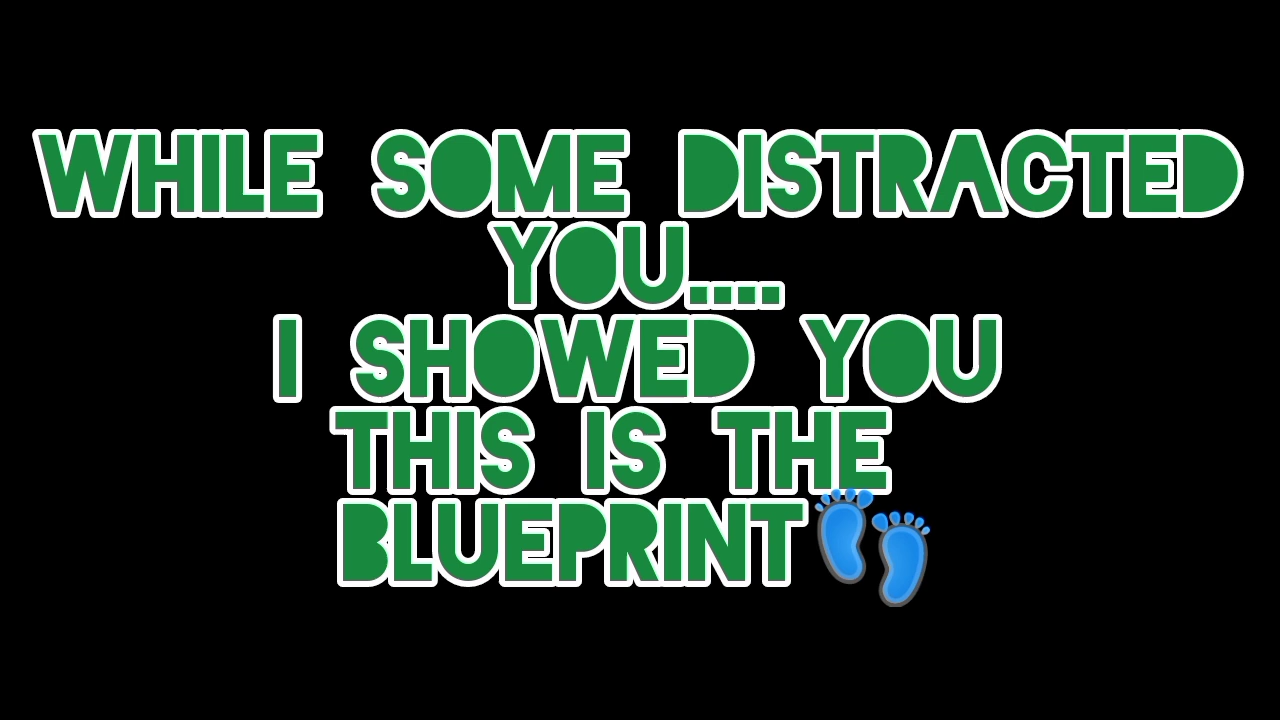 WHILE SOME DISTRACTED
YOU....
I SHOWED YOU
THIS IS THE
BLUEPRINT👣